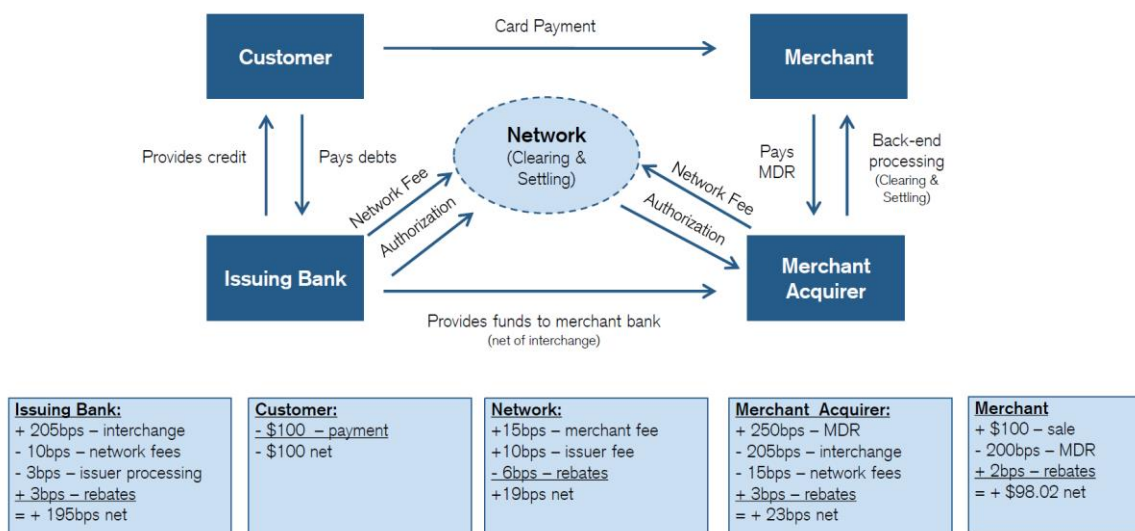 Card Payment
Customer
Merchant
Network
(Clearing &
Settling)
Provides credit
Pays debts
Network Fee
Authorization
Network Fee
Authorization
Pays
MDR
Back-end
processing
(Clearing &
Settling)
Issuing Bank
Merchant
Acquirer
Provides funds to merchant bank
(net of interchange)
Issuing Bank:
+ 205bps – interchange
- 10bps – network fees
- 3bps – issuer processing
+ 3bps – rebates
= + 195bps net
Customer:
- $100 – payment
- $100 net
Network:
+15bps – merchant fee
+10bps – issuer fee
- 6bps – rebates
+19bps net
Merchant Acquirer:
+ 250bps – MDR
- 205bps – interchange
- 15bps – network fees
+ 3bps – rebates
= + 23bps net
Merchant
+ $100 – sale
- 200bps – MDR
+ 2bps – rebates
= + $98.02 net